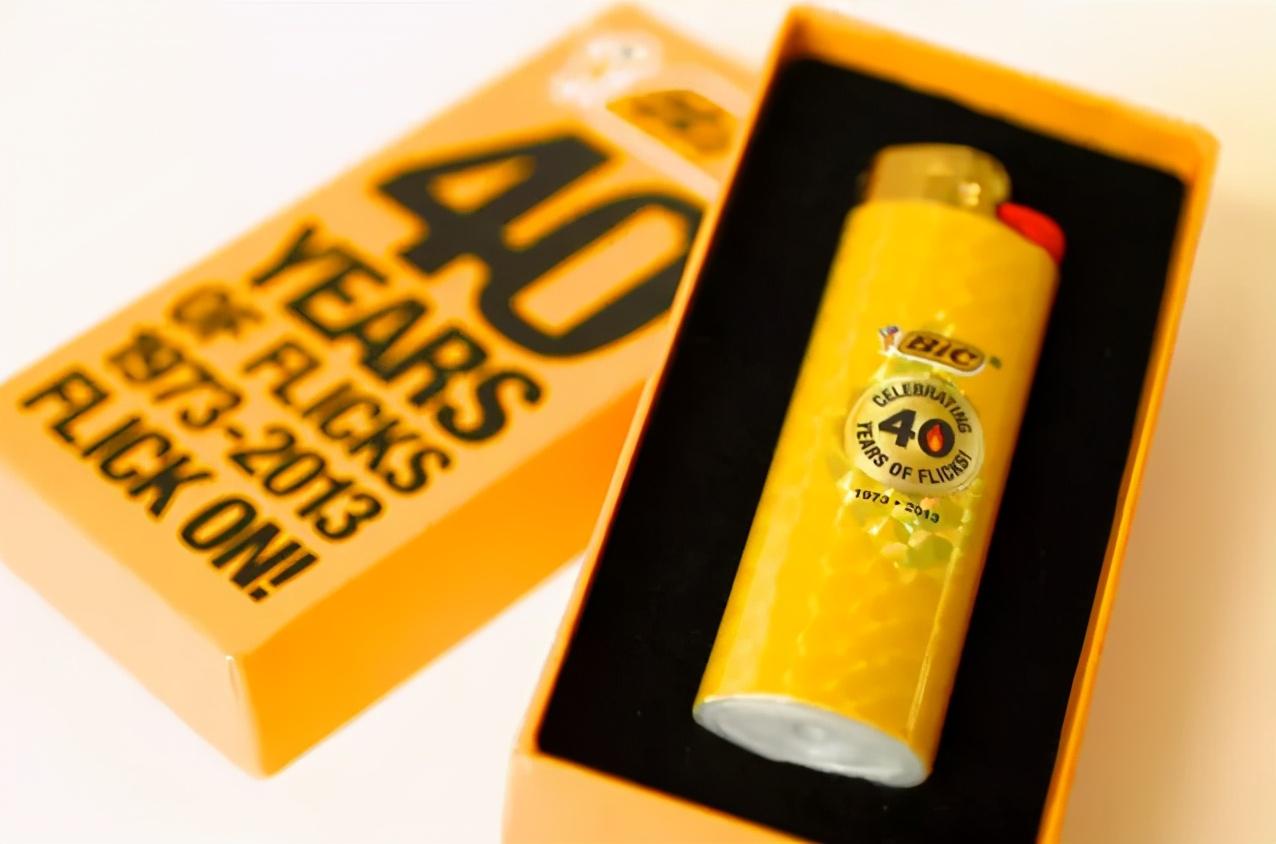 40
YEARS
OF FLICKS
1973-2013
FLICK ON!
BIC
CELEBRATING
40
YEARS OF FLICKS!
1973 • 2013